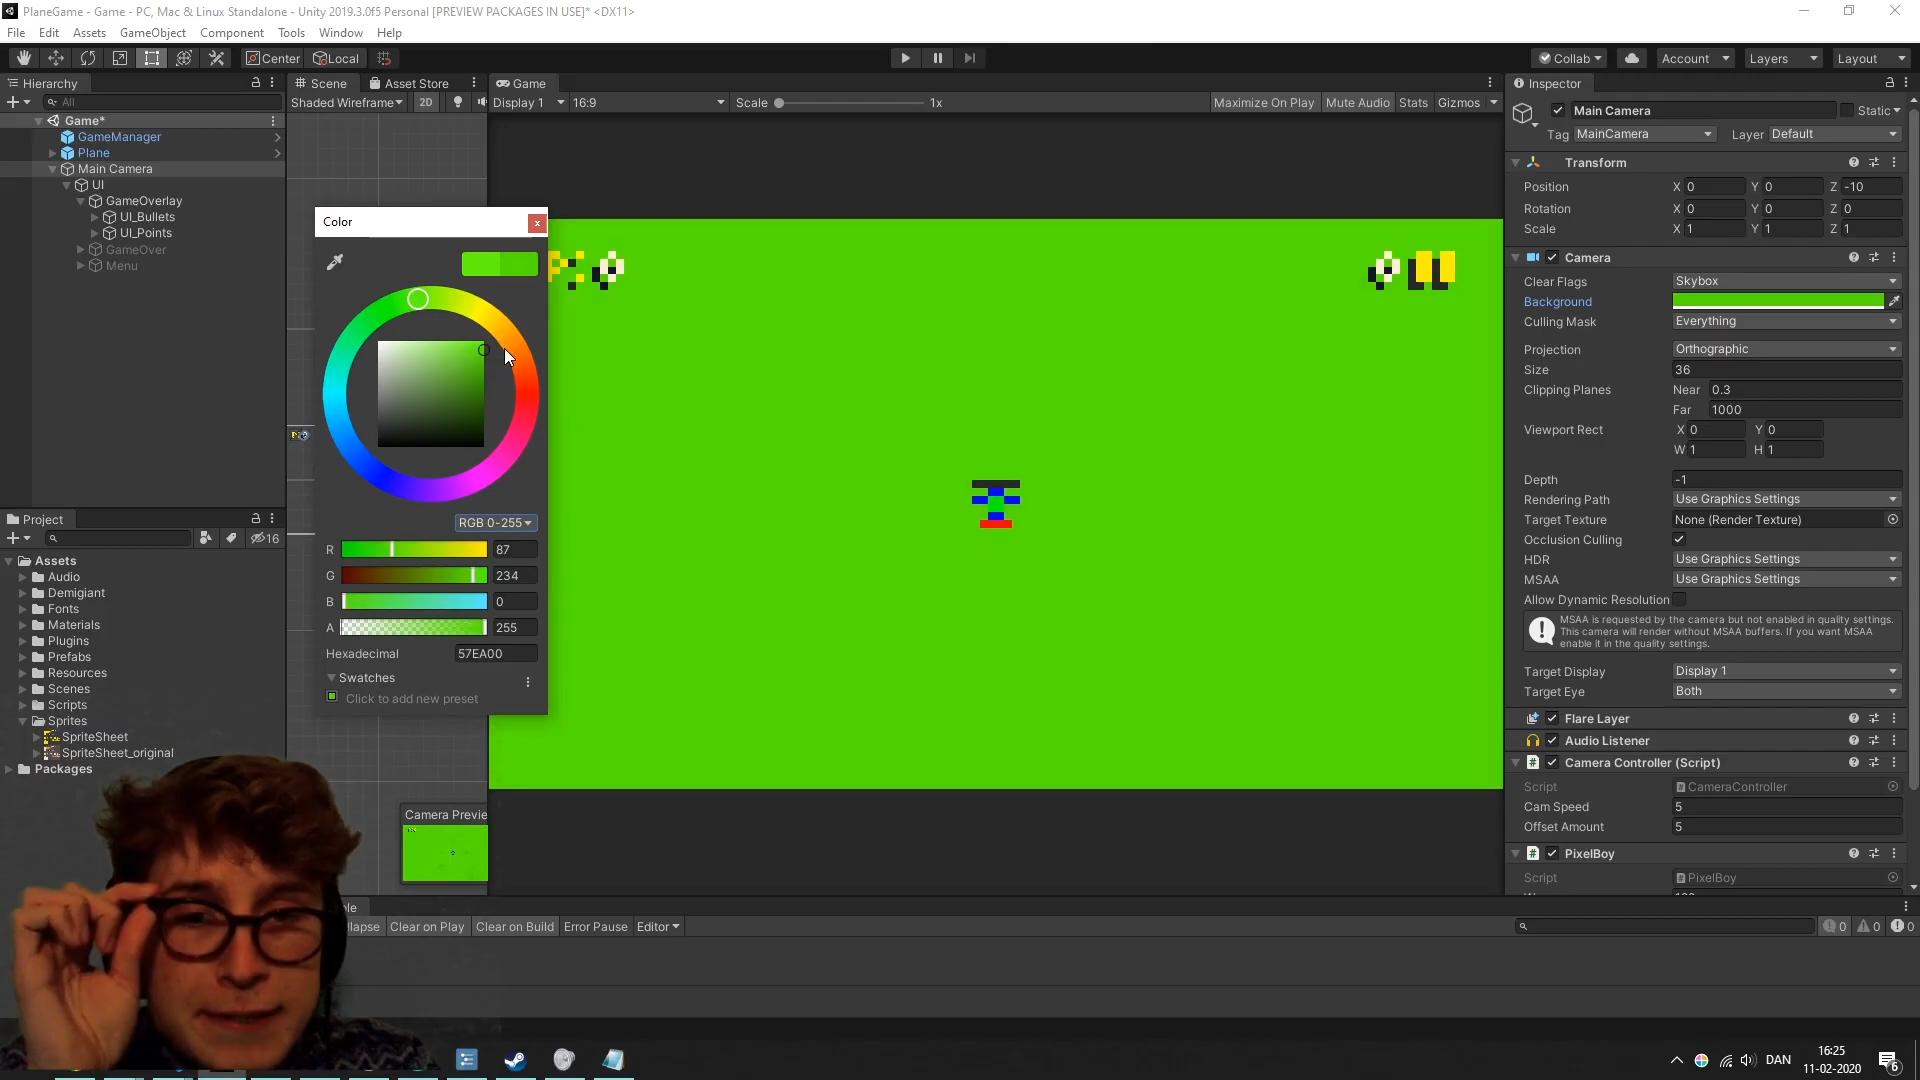 PlaneGame - Game - PC, Mac & Linux Standalone - Unity 2019.3.0f5 Personal [PREVIEW PACKAGES IN USE]* <DX11>
File Edit Assets GameObject Component Tools Window Help
Center Local Collab Account Layers Layout
Hierarchy
All
Game*
GameManager
Plane
Main Camera
UI
GameOverlay
UI_Bullets
UI_Points
GameOver
Menu
Scene Asset Store
Shaded Wireframe 2D
Game
Display 1 16:9 Scale 1x Maximize On Play Mute Audio Stats Gizmos
Color
RGB 0-255
R 87
G 234
B 0
A 255
Hexadecimal 57EA00
Swatches
Click to add new preset
Camera Previe
Project
16
Assets
Audio
Demigiant
Fonts
Materials
Plugins
Prefabs
Resources
Scenes
Scripts
Sprites
SpriteSheet
SpriteSheet_original
Packages
Inspector
Main Camera Static
Tag MainCamera Layer Default
Transform
Position X 0 Y 0 Z -10
Rotation X 0 Y 0 Z 0
Scale X 1 Y 1 Z 1
Camera
Clear Flags Skybox
Background
Culling Mask Everything
Projection Orthographic
Size 36
Clipping Planes Near 0.3
Far 1000
Viewport Rect X 0 Y 0
W 1 H 1
Depth -1
Rendering Path Use Graphics Settings
Target Texture None (Render Texture)
Occlusion Culling
HDR Use Graphics Settings
MSAA Use Graphics Settings
Allow Dynamic Resolution
MSAA is requested by the camera but not enabled in quality settings.
This camera will render without MSAA buffers. If you want MSAA
enable it in the quality settings.
Target Display Display 1
Target Eye Both
Flare Layer
Audio Listener
Camera Controller (Script)
Script CameraController
Cam Speed 5
Offset Amount 5
PixelBoy
Script PixelBoy
ole
llapse Clear on Play Clear on Build Error Pause Editor
0 0 0
DAN
16:25
11-02-2020
6